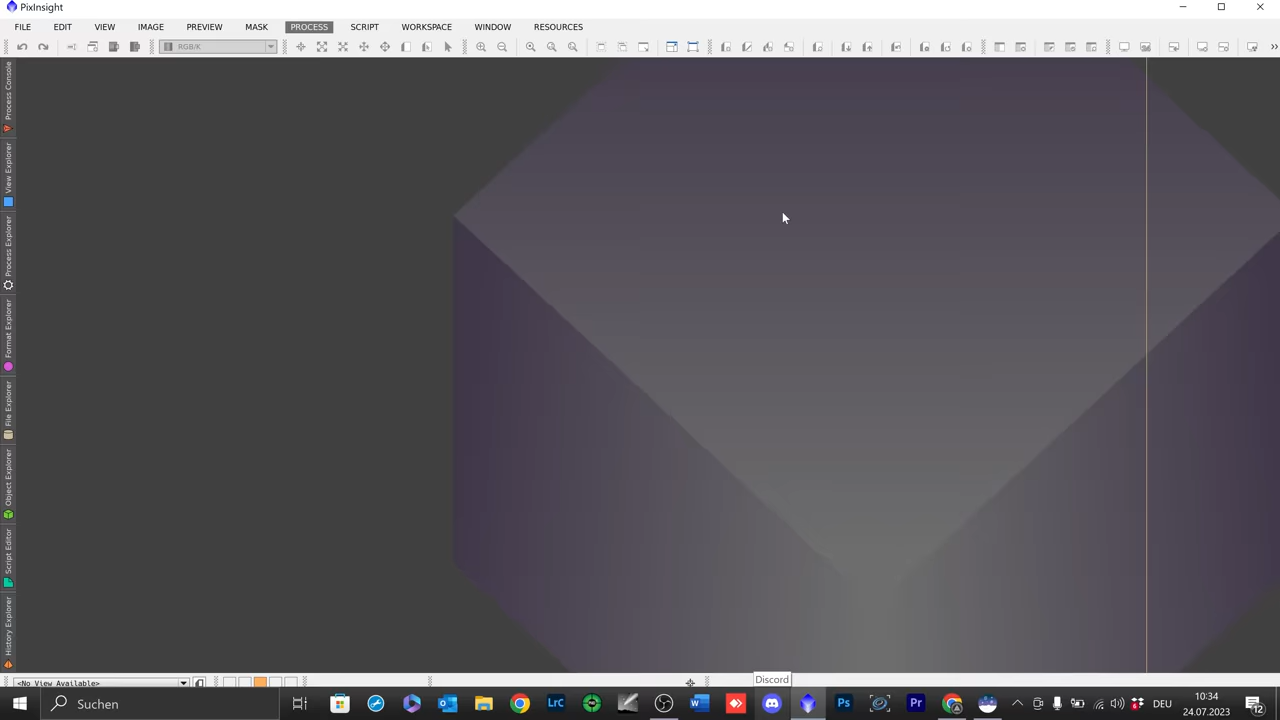 PixInsight
FILE EDIT VIEW IMAGE PREVIEW MASK PROCESS SCRIPT WORKSPACE WINDOW RESOURCES
RGB/K
Process Console
View Explorer
Process Explorer
Format Explorer
File Explorer
Object Explorer
Script Editor
History Explorer
<No View Available>
Discord
Suchen
DEU
10:34
24.07.2023
12